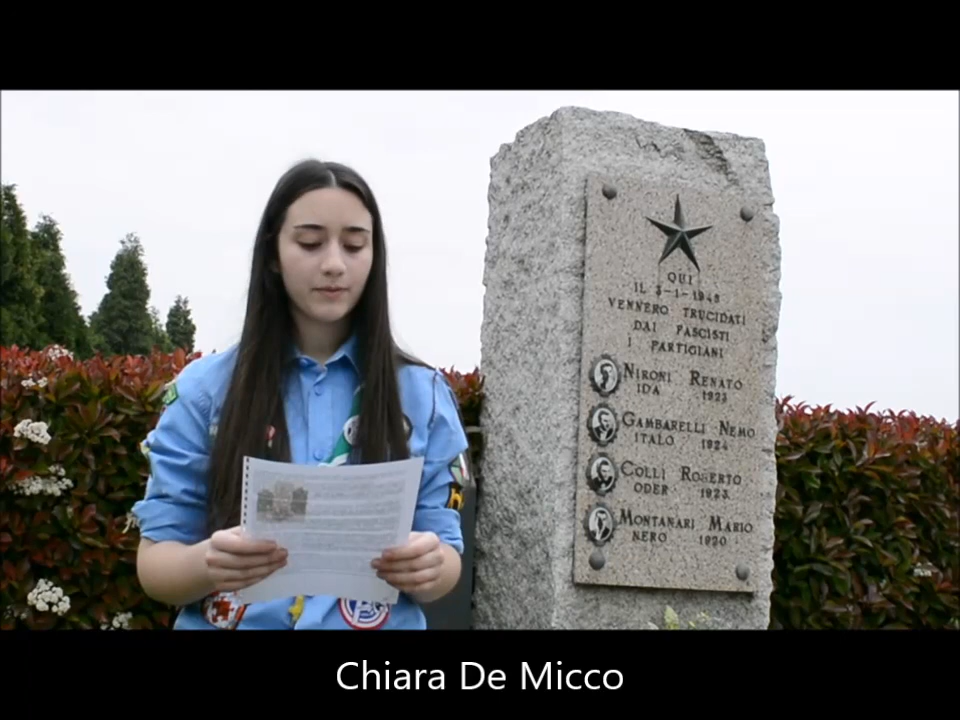 QUI
IL 3-1-1945
VENNERO TRUCIDATI
DAI FASCISTI
I PARTIGIANI
NIRONI RENATO
IDA 1923
GAMBARELLI NEMO
ITALO 1924
COLLI ROBERTO
ODER 1923
MONTANARI MARIO
NERO 1920
Chiara De Micco